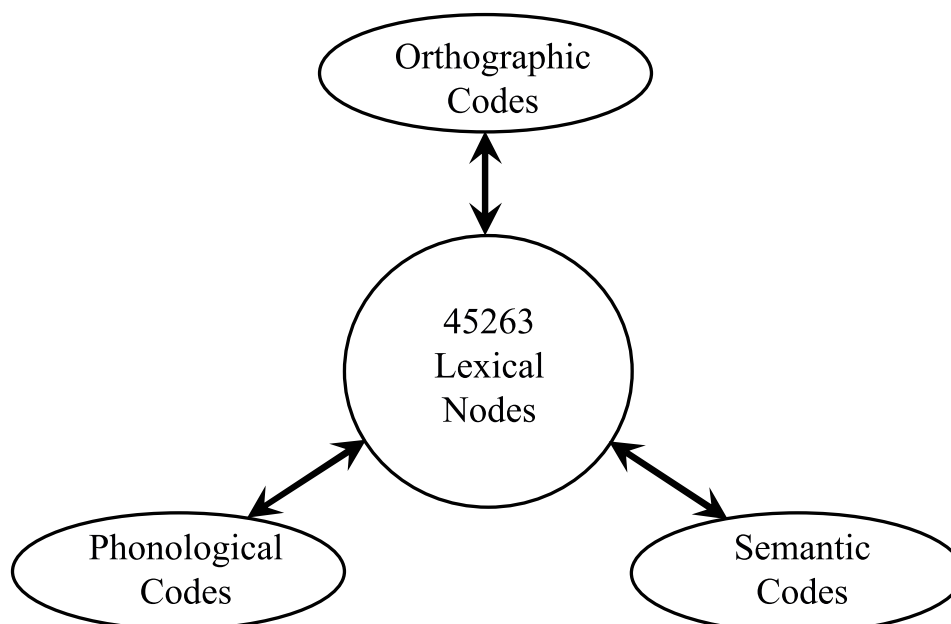 Orthographic
Codes
45263
Lexical
Nodes
Phonological
Codes
Semantic
Codes